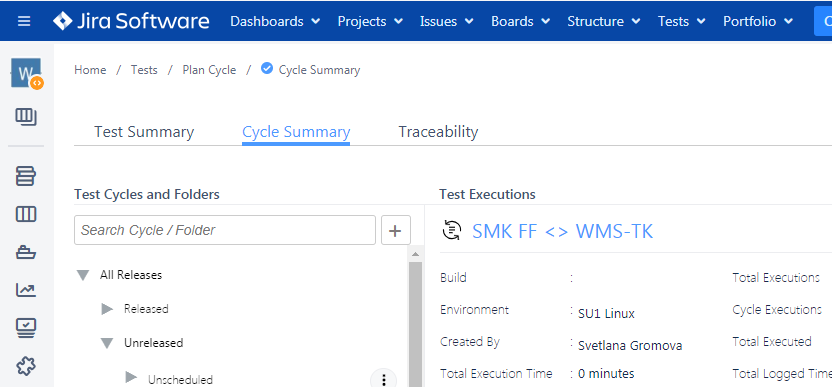 Jira Software Dashboards Projects Issues Boards Structure Tests Portfolio
W
Home / Tests / Plan Cycle / Cycle Summary
Test Summary Cycle Summary Traceability
Test Cycles and Folders
Search Cycle / Folder +
All Releases
Released
Unreleased
Unscheduled
Test Executions
SMK FF <> WMS-TK
Build : Total Executions
Environment : SU1 Linux Cycle Executions
Created By : Svetlana Gromova Total Executed
Total Execution Time : 0 minutes Total Logged Time